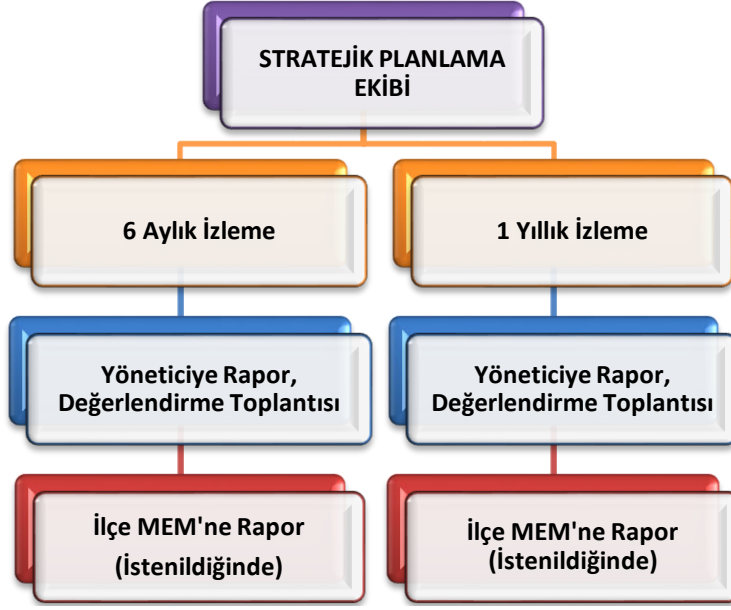 STRATEJİK PLANLAMA
EKİBİ
6 Aylık İzleme
1 Yıllık İzleme
Yöneticiye Rapor,
Değerlendirme Toplantısı
Yöneticiye Rapor,
Değerlendirme Toplantısı
İlçe MEM'ne Rapor
(İstenildiğinde)
İlçe MEM'ne Rapor
(İstenildiğinde)